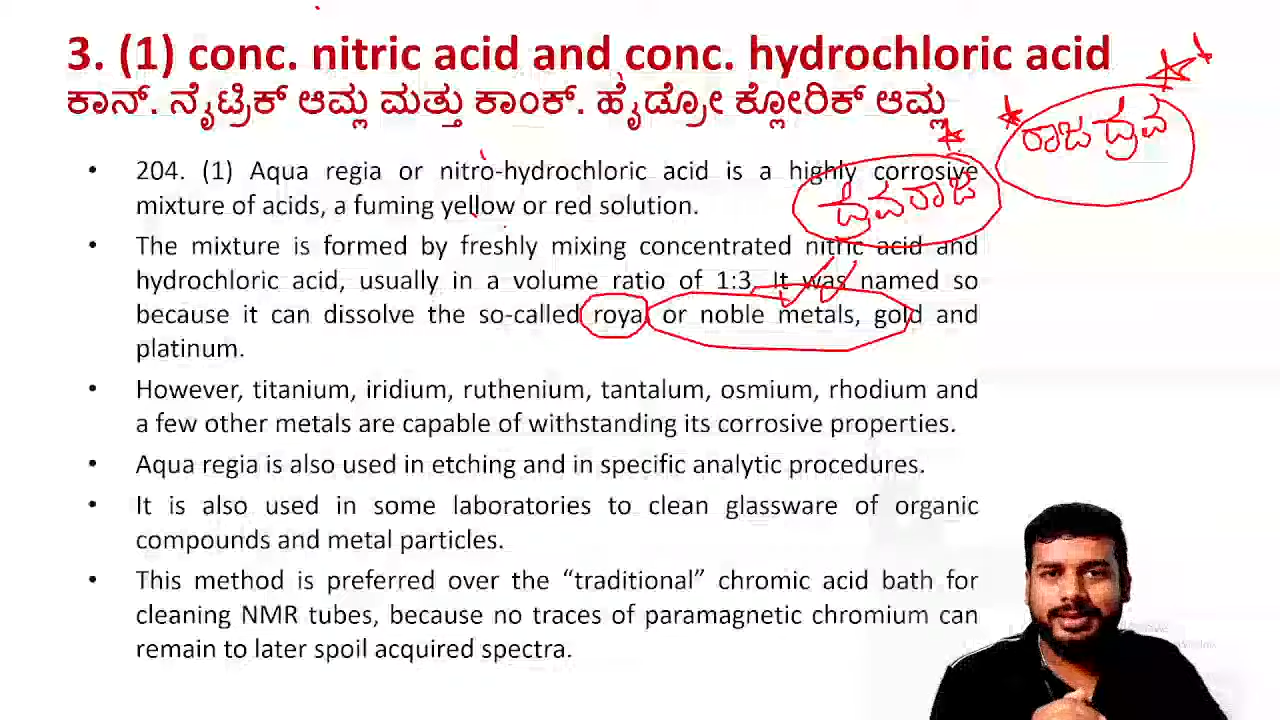 3. (1) conc. nitric acid and conc. hydrochloric acid
ಕಾನ್. ನೈಟ್ರಿಕ್ ಆಮ್ಲ ಮತ್ತು ಕಾಂಕ್. ಹೈಡ್ರೋ ಕ್ಲೋರಿಕ್ ಆಮ್ಲ
ರಾಜ ದ್ರವ
• 204. (1) Aqua regia or nitro-hydrochloric acid is a highly corrosive
mixture of acids, a fuming yellow or red solution.
ದ್ರವರಾಜ
• The mixture is formed by freshly mixing concentrated nitric acid and
hydrochloric acid, usually in a volume ratio of 1:3. It was named so
because it can dissolve the so-called royal or noble metals, gold and
platinum.
• However, titanium, iridium, ruthenium, tantalum, osmium, rhodium and
a few other metals are capable of withstanding its corrosive properties.
• Aqua regia is also used in etching and in specific analytic procedures.
• It is also used in some laboratories to clean glassware of organic
compounds and metal particles.
• This method is preferred over the “traditional” chromic acid bath for
cleaning NMR tubes, because no traces of paramagnetic chromium can
remain to later spoil acquired spectra.